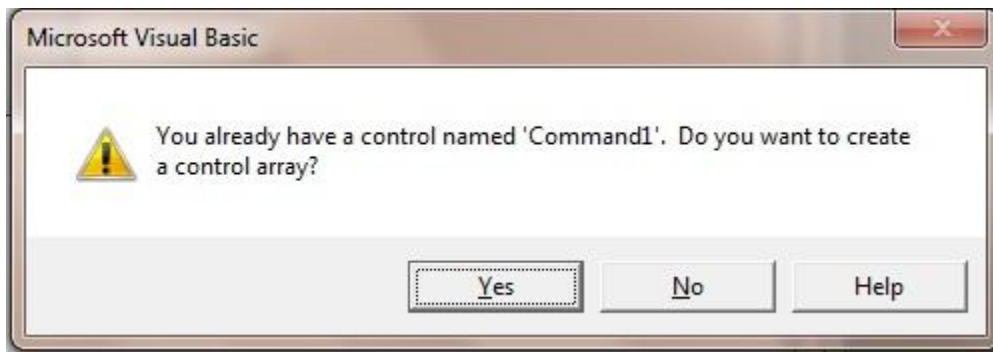 Microsoft Visual Basic
You already have a control named 'Command1'.  Do you want to create
a control array?
Yes
No
Help